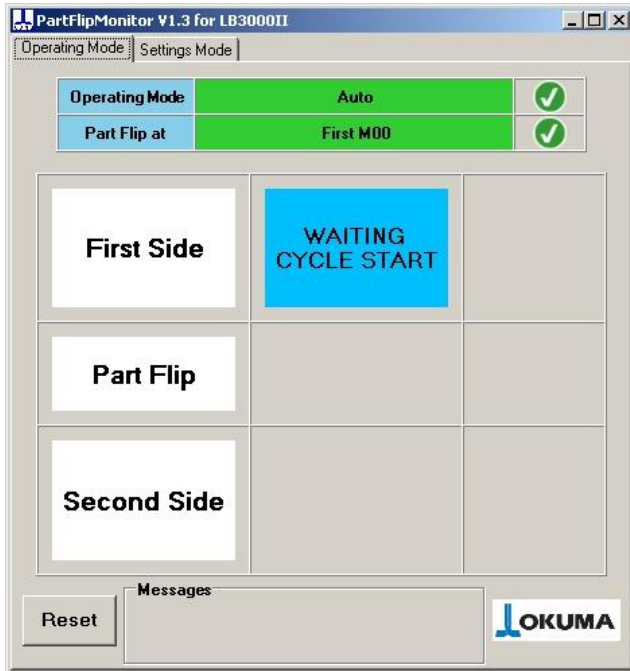 PartFlipMonitor V1.3 for LB3000II
Operating Mode
Settings Mode
Operating Mode
Auto
Part Flip at
First M00
First Side
WAITING
CYCLE START
Part Flip
Second Side
Messages
Reset
OKUMA